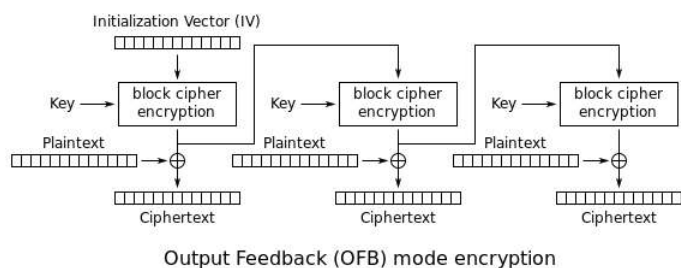 Initialization Vector (IV)
Key
block cipher
encryption
Key
block cipher
encryption
Key
block cipher
encryption
Plaintext
Plaintext
Plaintext
Ciphertext
Ciphertext
Ciphertext
Output Feedback (OFB) mode encryption